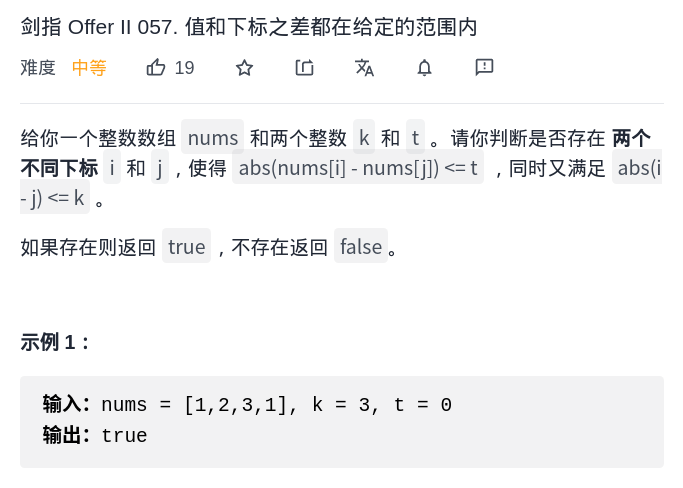 剑指 Offer II 057. 值和下标之差都在给定的范围内
难度 中等 19
给你一个整数数组 nums 和两个整数 k 和 t 。请你判断是否存在 两个
不同下标 i 和 j，使得 abs(nums[i] - nums[j]) <= t ，同时又满足 abs(i
- j) <= k 。
如果存在则返回 true，不存在返回 false。
示例 1：
输入：nums = [1,2,3,1], k = 3, t = 0
输出：true